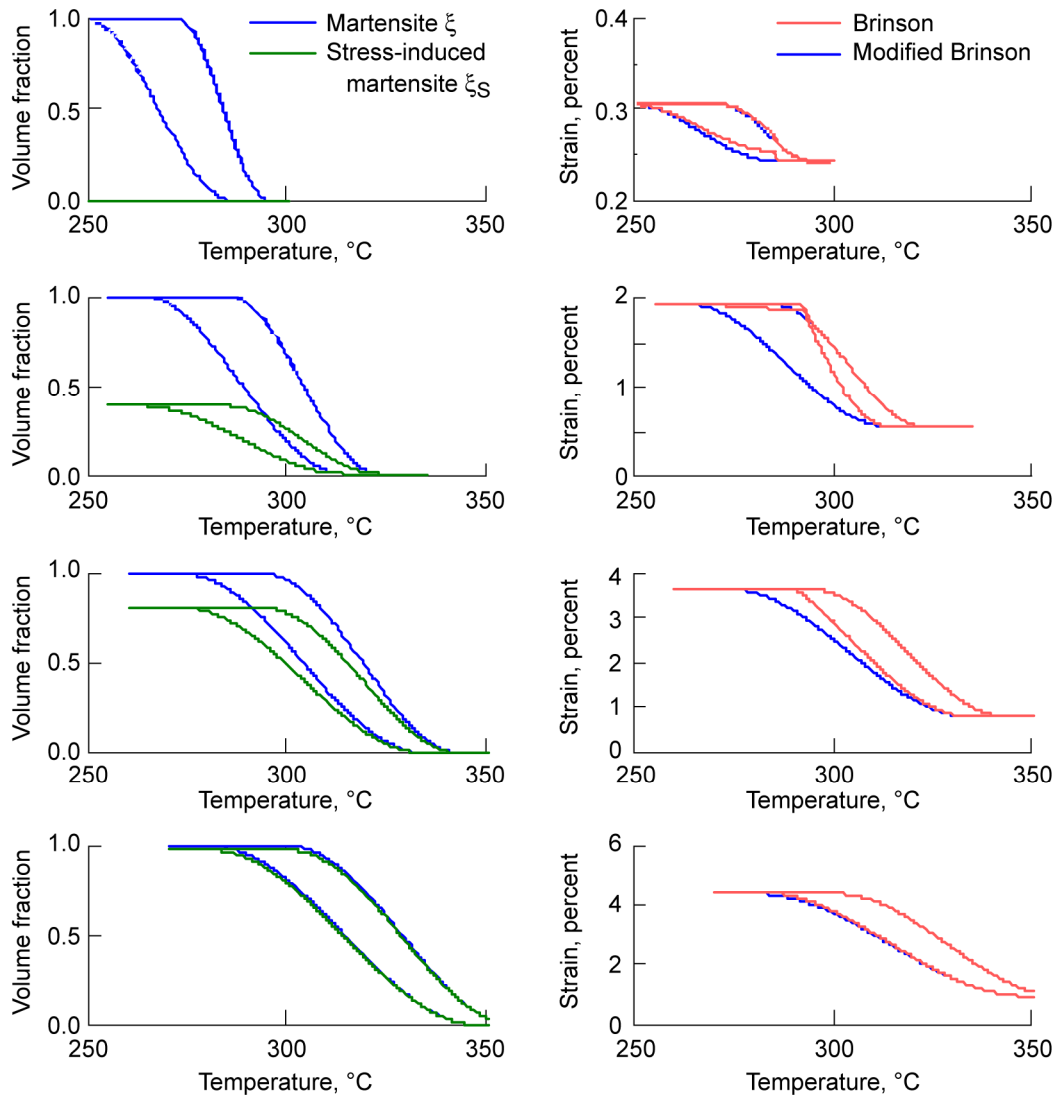 1.0
0.5
0.0
250
300
350
Volume fraction
Temperature, °C
Martensite ξ
Stress-induced
martensite ξS
0.4
0.3
0.2
250
300
350
Strain, percent
Temperature, °C
Brinson
Modified Brinson
1.0
0.5
0.0
250
300
350
Volume fraction
Temperature, °C
2
1
0
250
300
350
Strain, percent
Temperature, °C
1.0
0.5
0.0
250
300
350
Volume fraction
Temperature, °C
4
3
2
1
0
250
300
350
Strain, percent
Temperature, °C
1.0
0.5
0.0
250
300
350
Volume fraction
Temperature, °C
6
4
2
0
250
300
350
Strain, percent
Temperature, °C